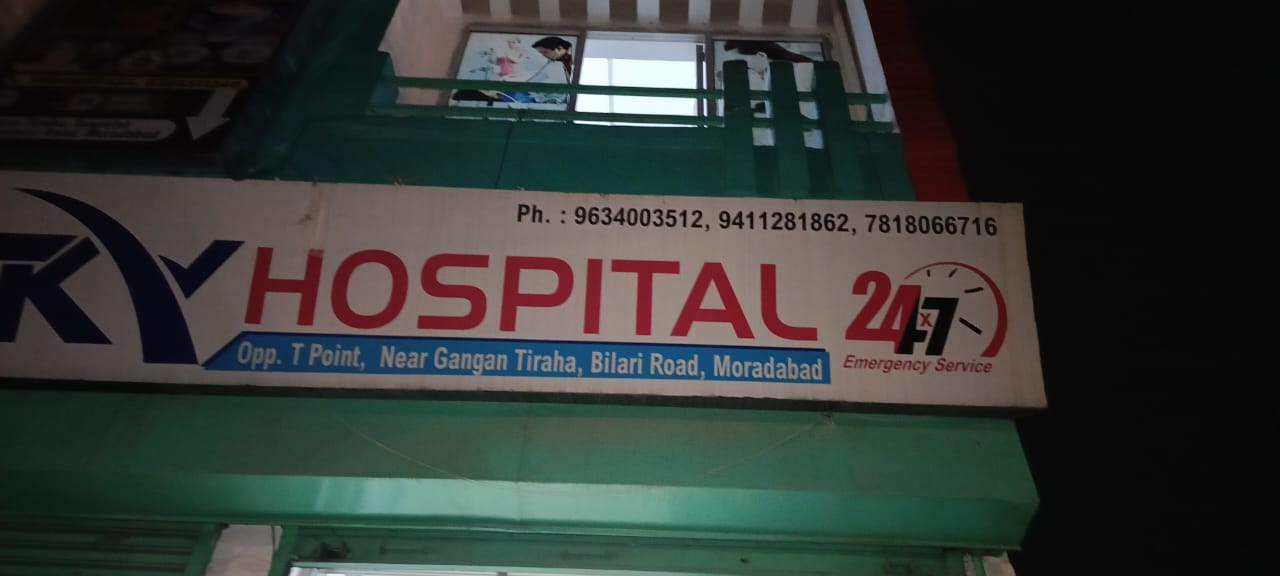 Ph. : 9634003512, 9411281862, 7818066716
KY HOSPITAL 24x7
Opp. T Point, Near Gangan Tiraha, Bilari Road, Moradabad
Emergency Service